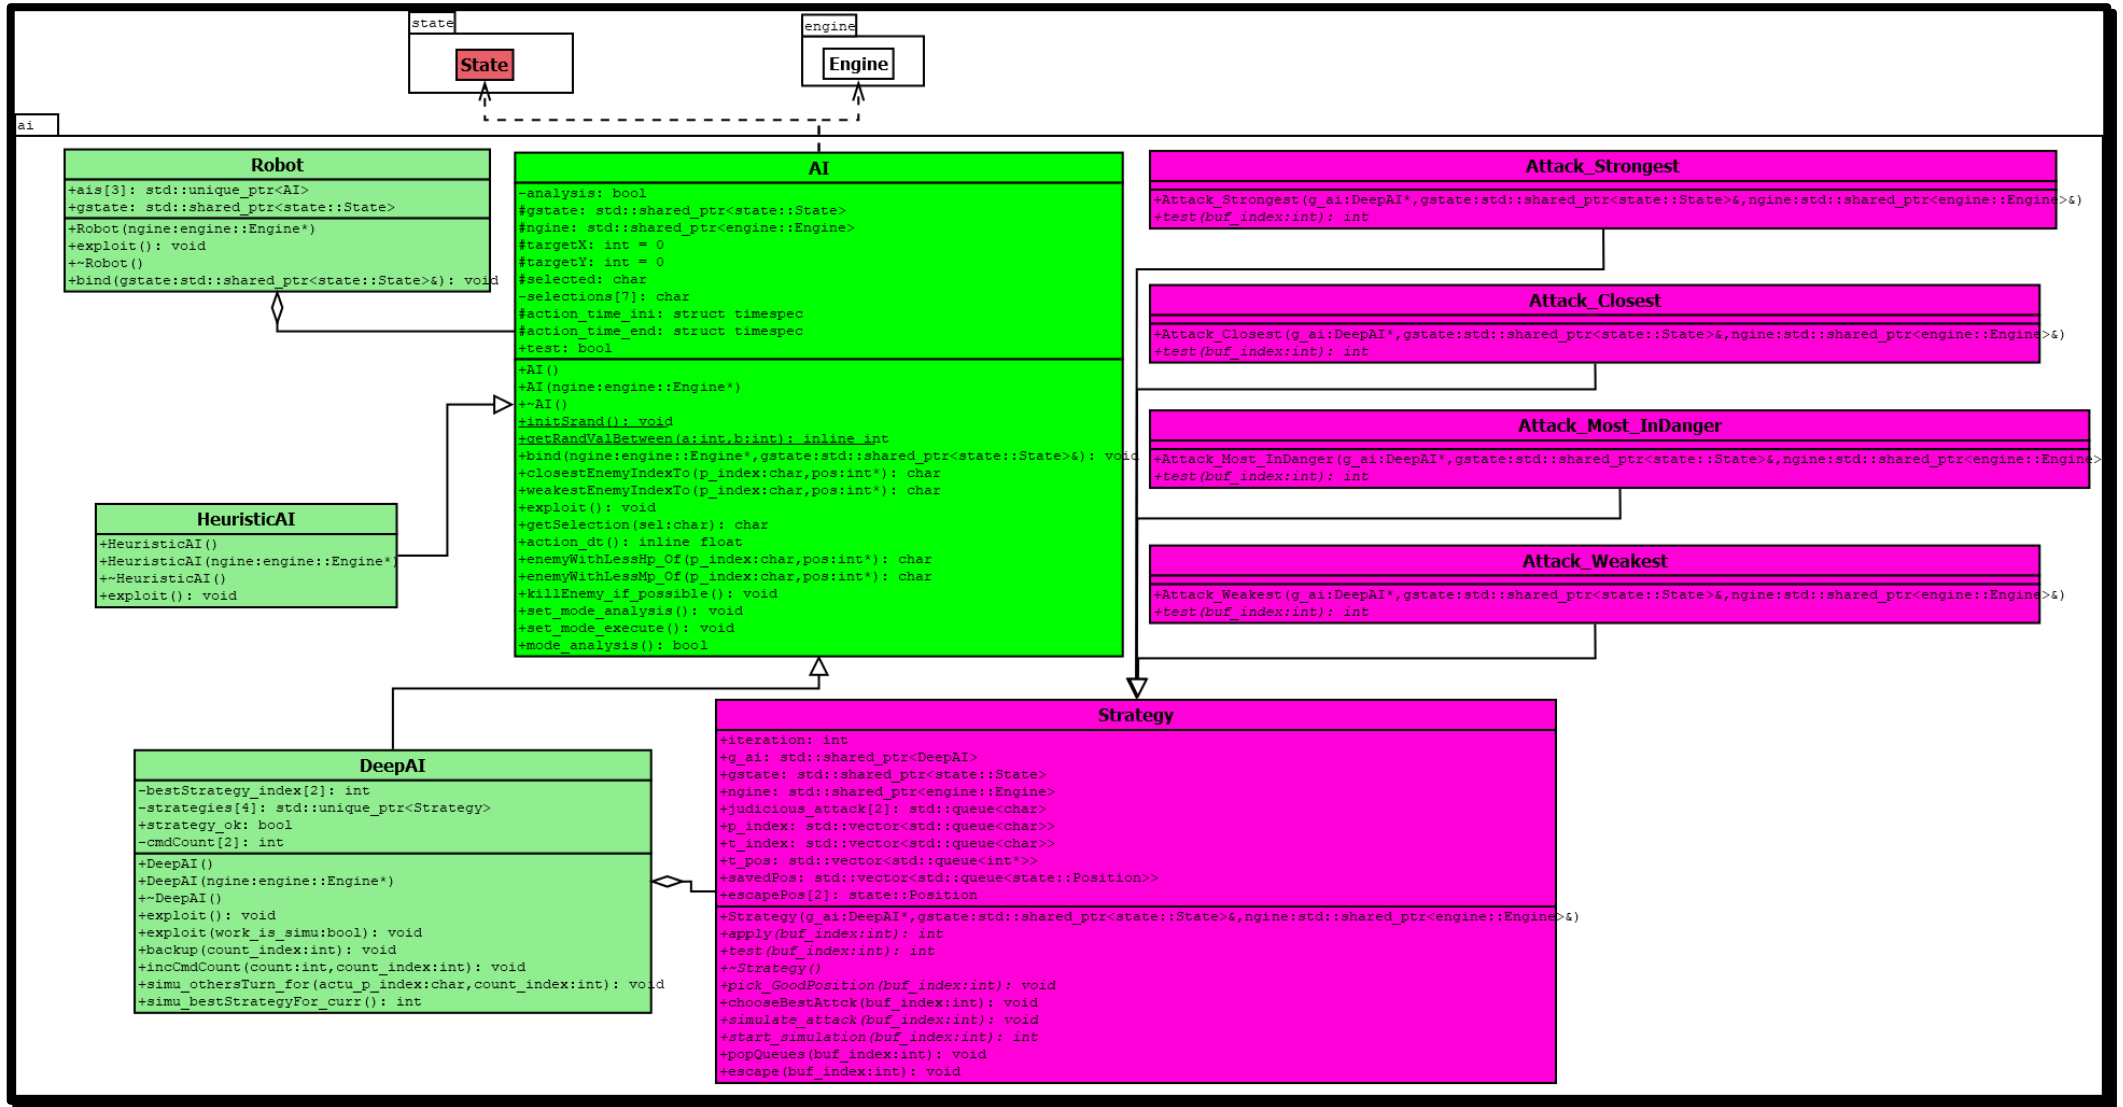 state
State
engine
Engine
ai
Robot
+ais[3]: std::unique_ptr<AI>
+gstate: std::shared_ptr<state::State>
+Robot(ngine:engine::Engine*)
+exploit(): void
+~Robot()
+bind(gstate:std::shared_ptr<state::State>&): void
AI
-analysis: bool
#gstate: std::shared_ptr<state::State>
#ngine: std::shared_ptr<engine::Engine>
#targetX: int = 0
#targetY: int = 0
#selected: char
-selections[7]: char
#action_time_ini: struct timespec
#action_time_end: struct timespec
+test: bool
+AI()
+AI(ngine:engine::Engine*)
+~AI()
+initSrand(): void
+getRandValBetween(a:int,b:int): inline int
+bind(ngine:engine::Engine*,gstate:std::shared_ptr<state::State>&): void
+closestEnemyIndexTo(p_index:char,pos:int*): char
+weakestEnemyIndexTo(p_index:char,pos:int*): char
+exploit(): void
+getSelection(sel:char): char
+action_dt(): inline float
+enemyWithLessHp_Of(p_index:char,pos:int*): char
+enemyWithLessMp_Of(p_index:char,pos:int*): char
+killEnemy_if_possible(): void
+set_mode_analysis(): void
+set_mode_execute(): void
+mode_analysis(): bool
Attack_Strongest
+Attack_Strongest(g_ai:DeepAI*,gstate:std::shared_ptr<state::State>&,ngine:std::shared_ptr<engine::Engine>&)
+test(buf_index:int): int
Attack_Closest
+Attack_Closest(g_ai:DeepAI*,gstate:std::shared_ptr<state::State>&,ngine:std::shared_ptr<engine::Engine>&)
+test(buf_index:int): int
Attack_Most_InDanger
+Attack_Most_InDanger(g_ai:DeepAI*,gstate:std::shared_ptr<state::State>&,ngine:std::shared_ptr<engine::Engine>
+test(buf_index:int): int
Attack_Weakest
+Attack_Weakest(g_ai:DeepAI*,gstate:std::shared_ptr<state::State>&,ngine:std::shared_ptr<engine::Engine>&)
+test(buf_index:int): int
HeuristicAI
+HeuristicAI()
+HeuristicAI(ngine:engine::Engine*)
+~HeuristicAI()
+exploit(): void
DeepAI
-bestStrategy_index[2]: int
-strategies[4]: std::unique_ptr<Strategy>
+strategy_ok: bool
-cmdCount[2]: int
+DeepAI()
+DeepAI(ngine:engine::Engine*)
+~DeepAI()
+exploit(): void
+exploit(work_is_simu:bool): void
+backup(count_index:int): void
+incCmdCount(count:int,count_index:int): void
+simu_othersTurn_for(actu_p_index:char,count_index:int): void
+simu_bestStrategyFor_curr(): int
Strategy
+iteration: int
+g_ai: std::shared_ptr<DeepAI>
+gstate: std::shared_ptr<state::State>
+ngine: std::shared_ptr<engine::Engine>
+judicious_attack[2]: std::queue<char>
+p_index: std::vector<std::queue<char>>
+t_index: std::vector<std::queue<char>>
+t_pos: std::vector<std::queue<int*>>
+savedPos: std::vector<std::queue<state::Position>>
+escapePos[2]: state::Position
+Strategy(g_ai:DeepAI*,gstate:std::shared_ptr<state::State>&,ngine:std::shared_ptr<engine::Engine>&)
+apply(buf_index:int): int
+test(buf_index:int): int
+~Strategy()
+pick_GoodPosition(buf_index:int): void
+chooseBestAttck(buf_index:int): void
+simulate_attack(buf_index:int): void
+start_simulation(buf_index:int): int
+popQueues(buf_index:int): void
+escape(buf_index:int): void